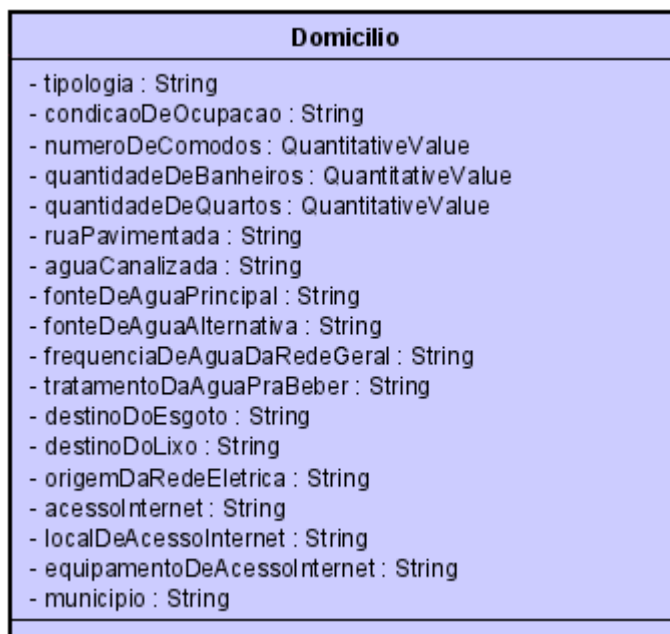 Domicilio
- tipologia : String
- condicaoDeOcupacao : String
- numeroDeComodos : QuantitativeValue
- quantidadeDeBanheiros : QuantitativeValue
- quantidadeDeQuartos : QuantitativeValue
- ruaPavimentada : String
- aguaCanalizada : String
- fonteDeAguaPrincipal : String
- fonteDeAguaAlternativa : String
- frequenciaDeAguaDaRedeGeral : String
- tratamentoDaAguaPraBeber : String
- destinoDoEsgoto : String
- destinoDoLixo : String
- origemDaRedeEletrica : String
- acessoInternet : String
- localDeAcessoInternet : String
- equipamentoDeAcessoInternet : String
- municipio : String